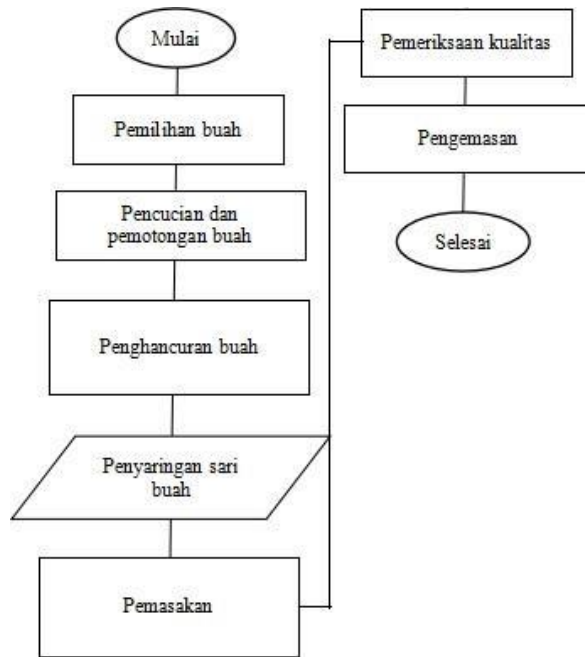 Mulai
Pemilihan buah
Pencucian dan
pemotongan buah
Penghancuran buah
Penyaringan sari
buah
Pemasakan
Pemeriksaan kualitas
Pengemasan
Selesai